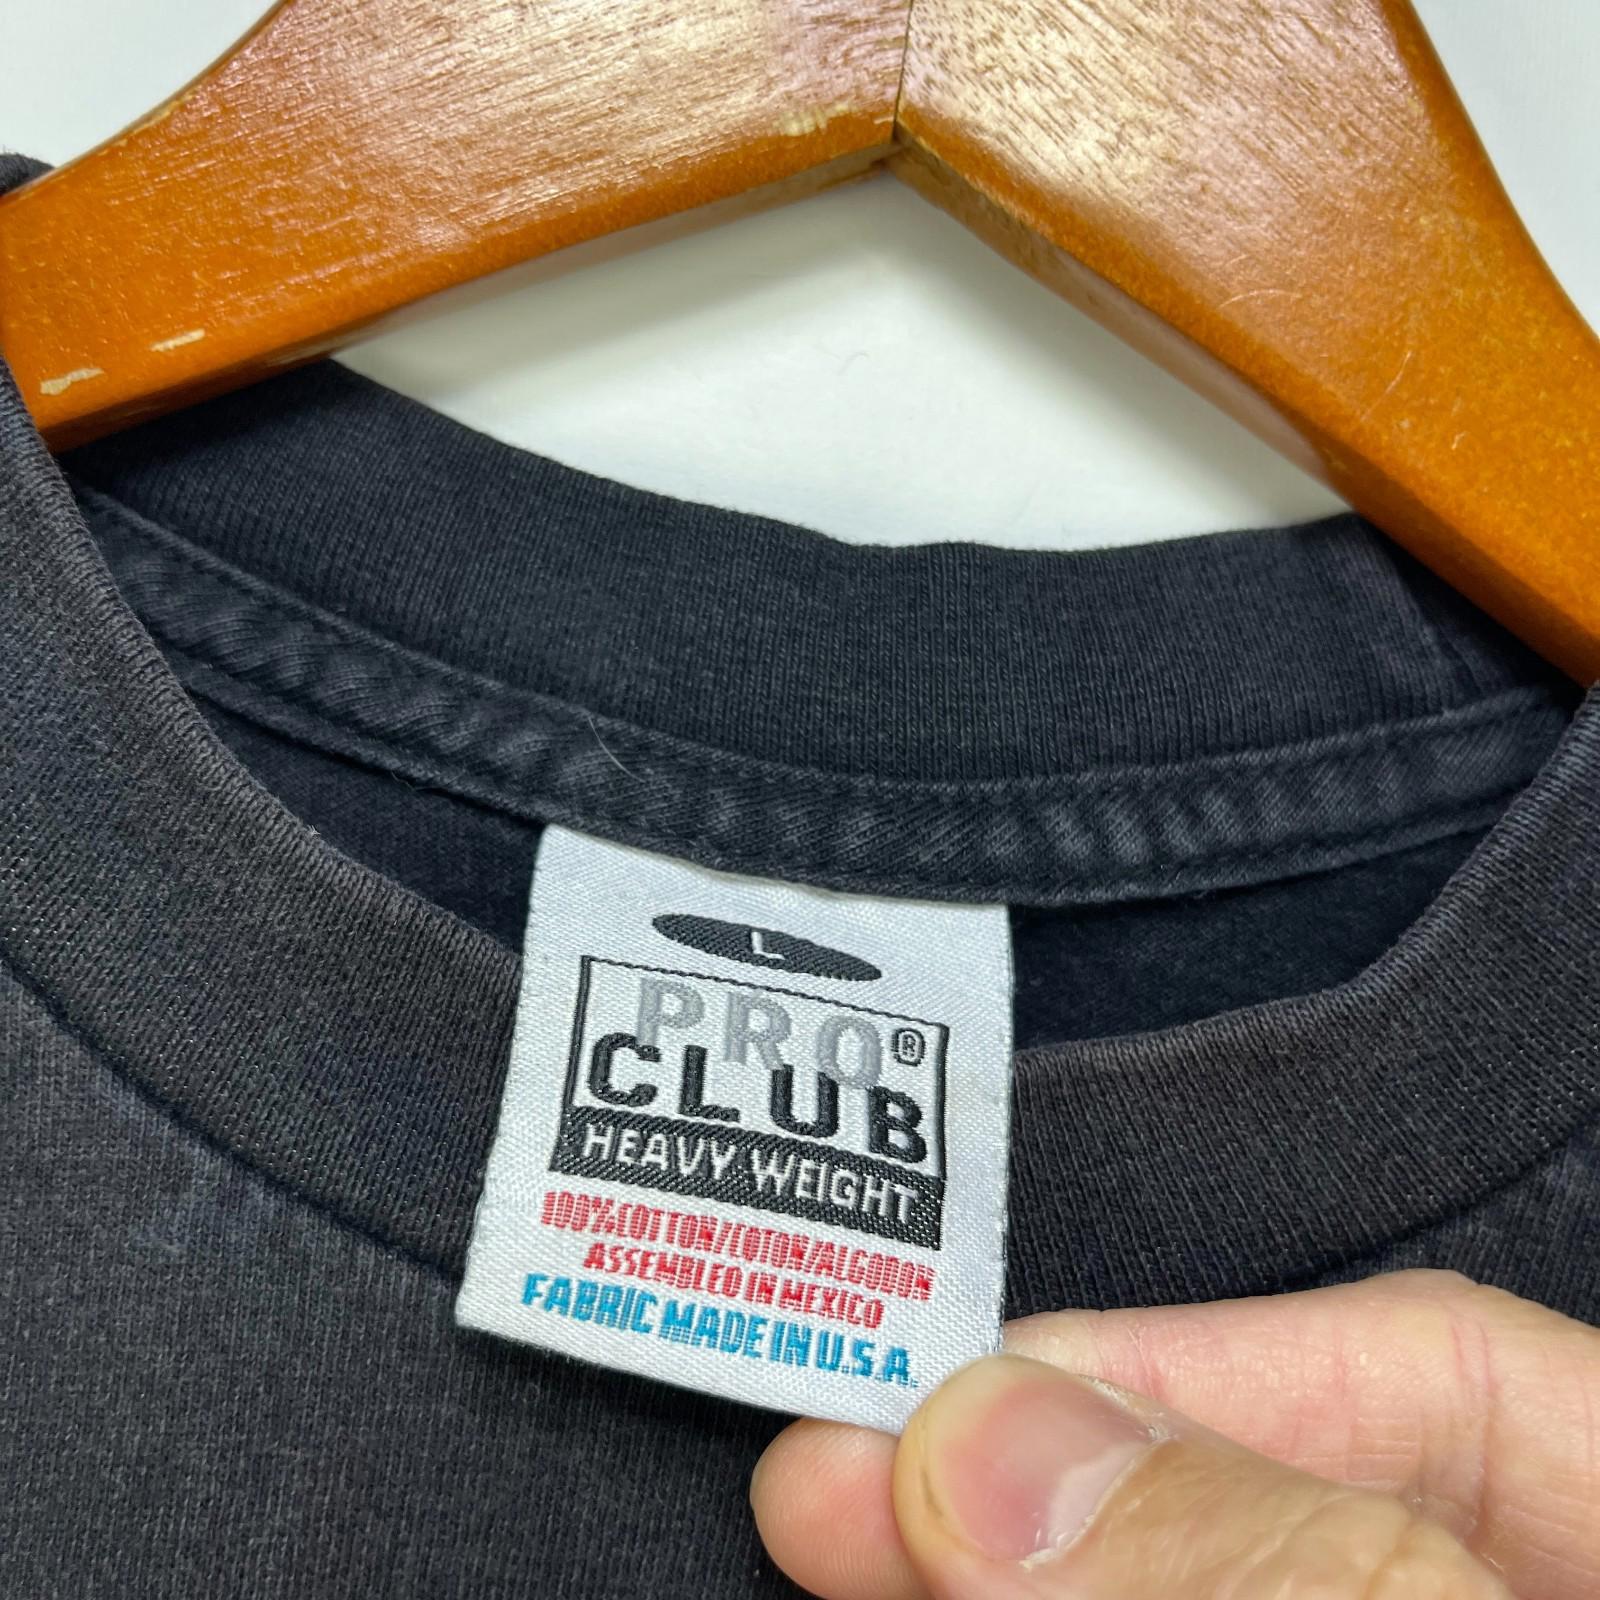 L
PRO®
CLUB
HEAVY WEIGHT
100%COTTON/COTON/ALGODON
ASSEMBLED IN MEXICO
FABRIC MADE IN U.S.A.